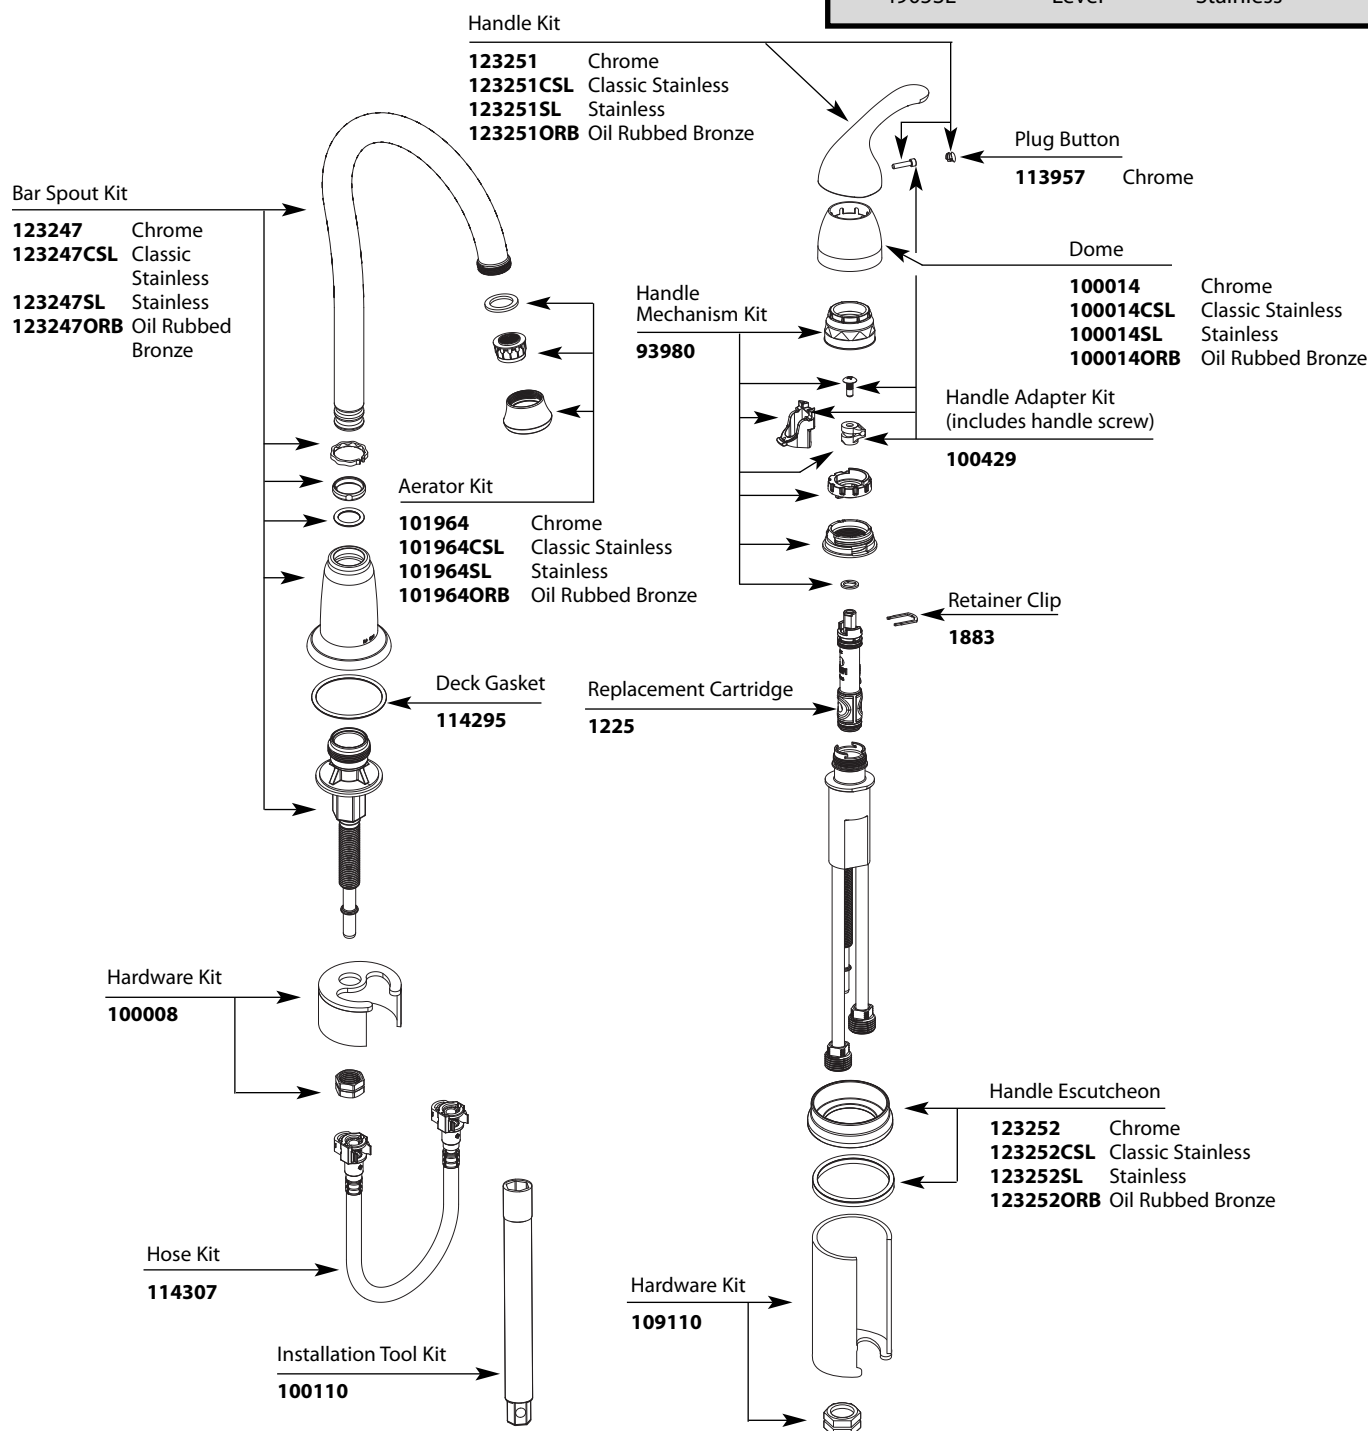 49653L Lever Stainless
Handle Kit
123251 Chrome
123251CSL Classic Stainless
123251SL Stainless
123251ORB Oil Rubbed Bronze
Plug Button
113957 Chrome
Bar Spout Kit
123247 Chrome
123247CSL Classic
Stainless
123247SL Stainless
123247ORB Oil Rubbed
Bronze
Dome
100014 Chrome
100014CSL Classic Stainless
100014SL Stainless
100014ORB Oil Rubbed Bronze
Handle
Mechanism Kit
93980
Handle Adapter Kit
(includes handle screw)
100429
Aerator Kit
101964 Chrome
101964CSL Classic Stainless
101964SL Stainless
101964ORB Oil Rubbed Bronze
Retainer Clip
1883
Deck Gasket
114295
Replacement Cartridge
1225
Hardware Kit
100008
Handle Escutcheon
123252 Chrome
123252CSL Classic Stainless
123252SL Stainless
123252ORB Oil Rubbed Bronze
Hose Kit
114307
Hardware Kit
109110
Installation Tool Kit
100110